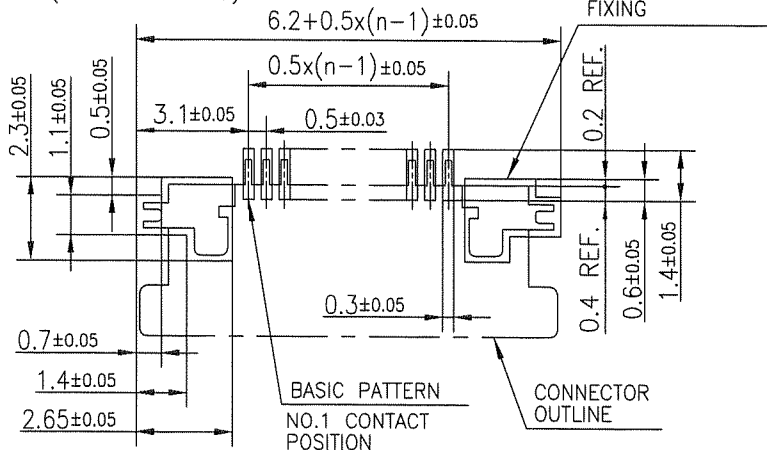 6.2+0.5x(n-1)±0.05
FIXING
0.5x(n-1)±0.05
3.1±0.05
0.5±0.03
2.3±0.05
1.1±0.05
0.5±0.05
0.2 REF.
0.4 REF.
0.6±0.05
1.4±0.05
0.3±0.05
0.7±0.05
1.4±0.05
2.65±0.05
BASIC PATTERN
NO.1 CONTACT
POSITION
CONNECTOR
OUTLINE